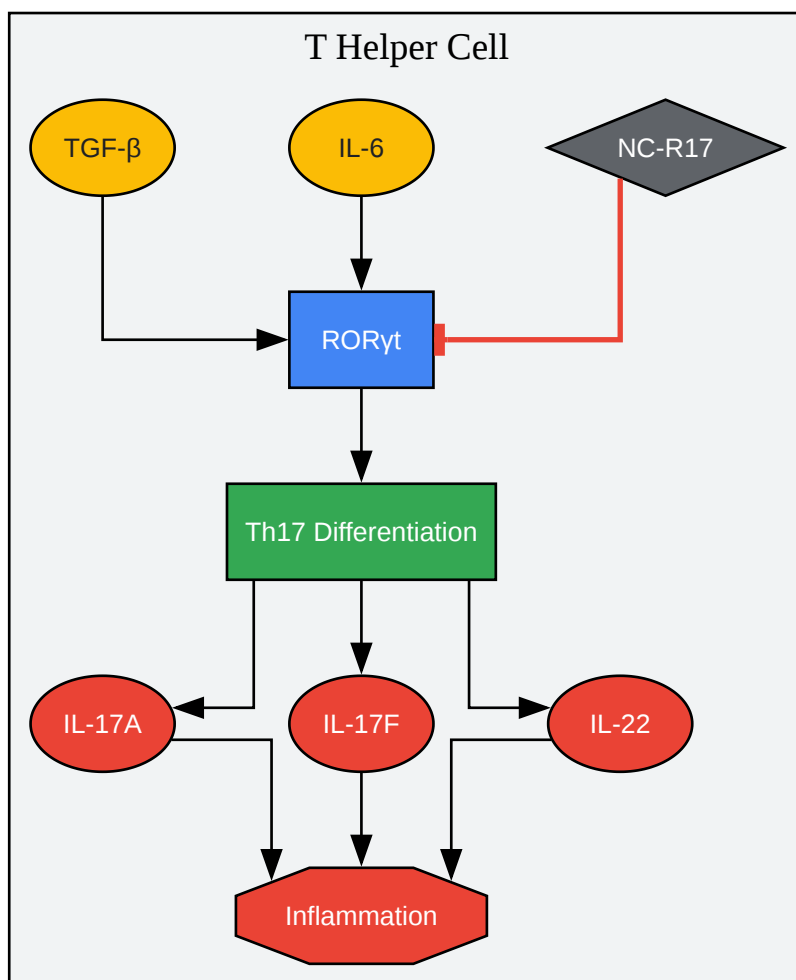 T Helper Cell
TGF-β
IL-6
NC-R17
RORγt
Th17 Differentiation
IL-17A
IL-17F
IL-22
Inflammation